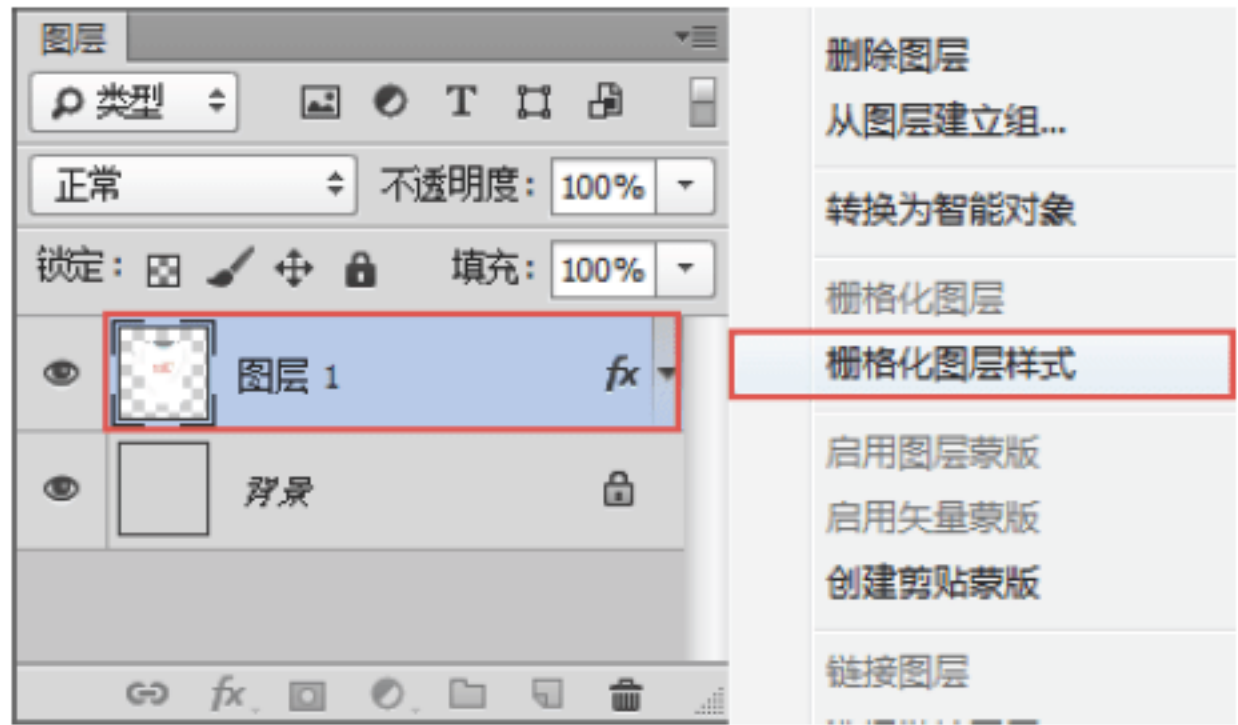 图层
类型
正常 不透明度: 100%
锁定: 填充: 100%
图层 1 fx
背景
fx
删除图层
从图层建立组...
转换为智能对象
栅格化图层
栅格化图层样式
启用图层蒙版
启用矢量蒙版
创建剪贴蒙版
链接图层